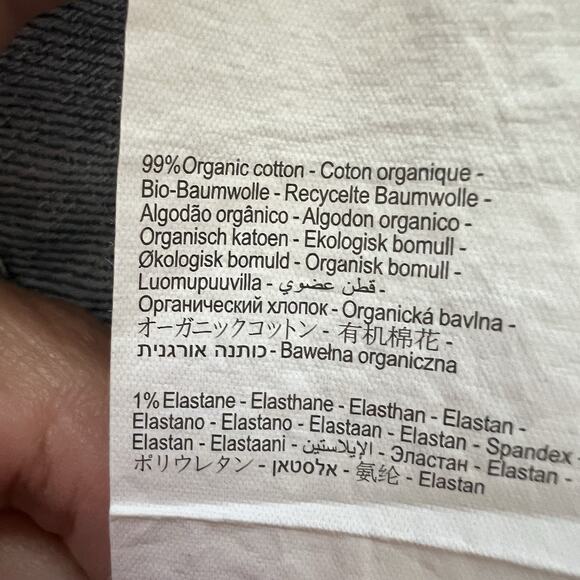 99%Organic cotton - Coton organique -
Bio-Baumwolle - Recycelte Baumwolle -
Algodão orgânico - Algodon organico -
Organisch katoen - Ekologisk bomull -
Økologisk bomuld - Organisk bomull -
Luomupuuvilla - قطن عضوي -
Органический хлопок - Organická bavlna -
オーガニックコットン - 有机棉花 -
כותנה אורגנית - Bawełna organiczna
1% Elastane - Elasthane - Elasthan - Elastan -
Elastano - Elastano - Elastaan - Elastan - Spandex -
Elastan - Elastaani - الإيلاستين - Эластан - Elastan -
ポリウレタン - אלסטאן - 氨纶 - Elastan